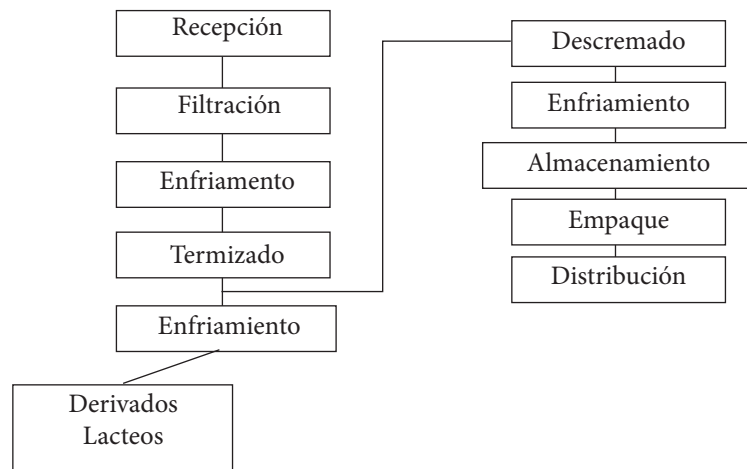 Recepción
Filtración
Enfriamento
Termizado
Enfriamiento
Derivados
Lacteos
Descremado
Enfriamiento
Almacenamiento
Empaque
Distribución